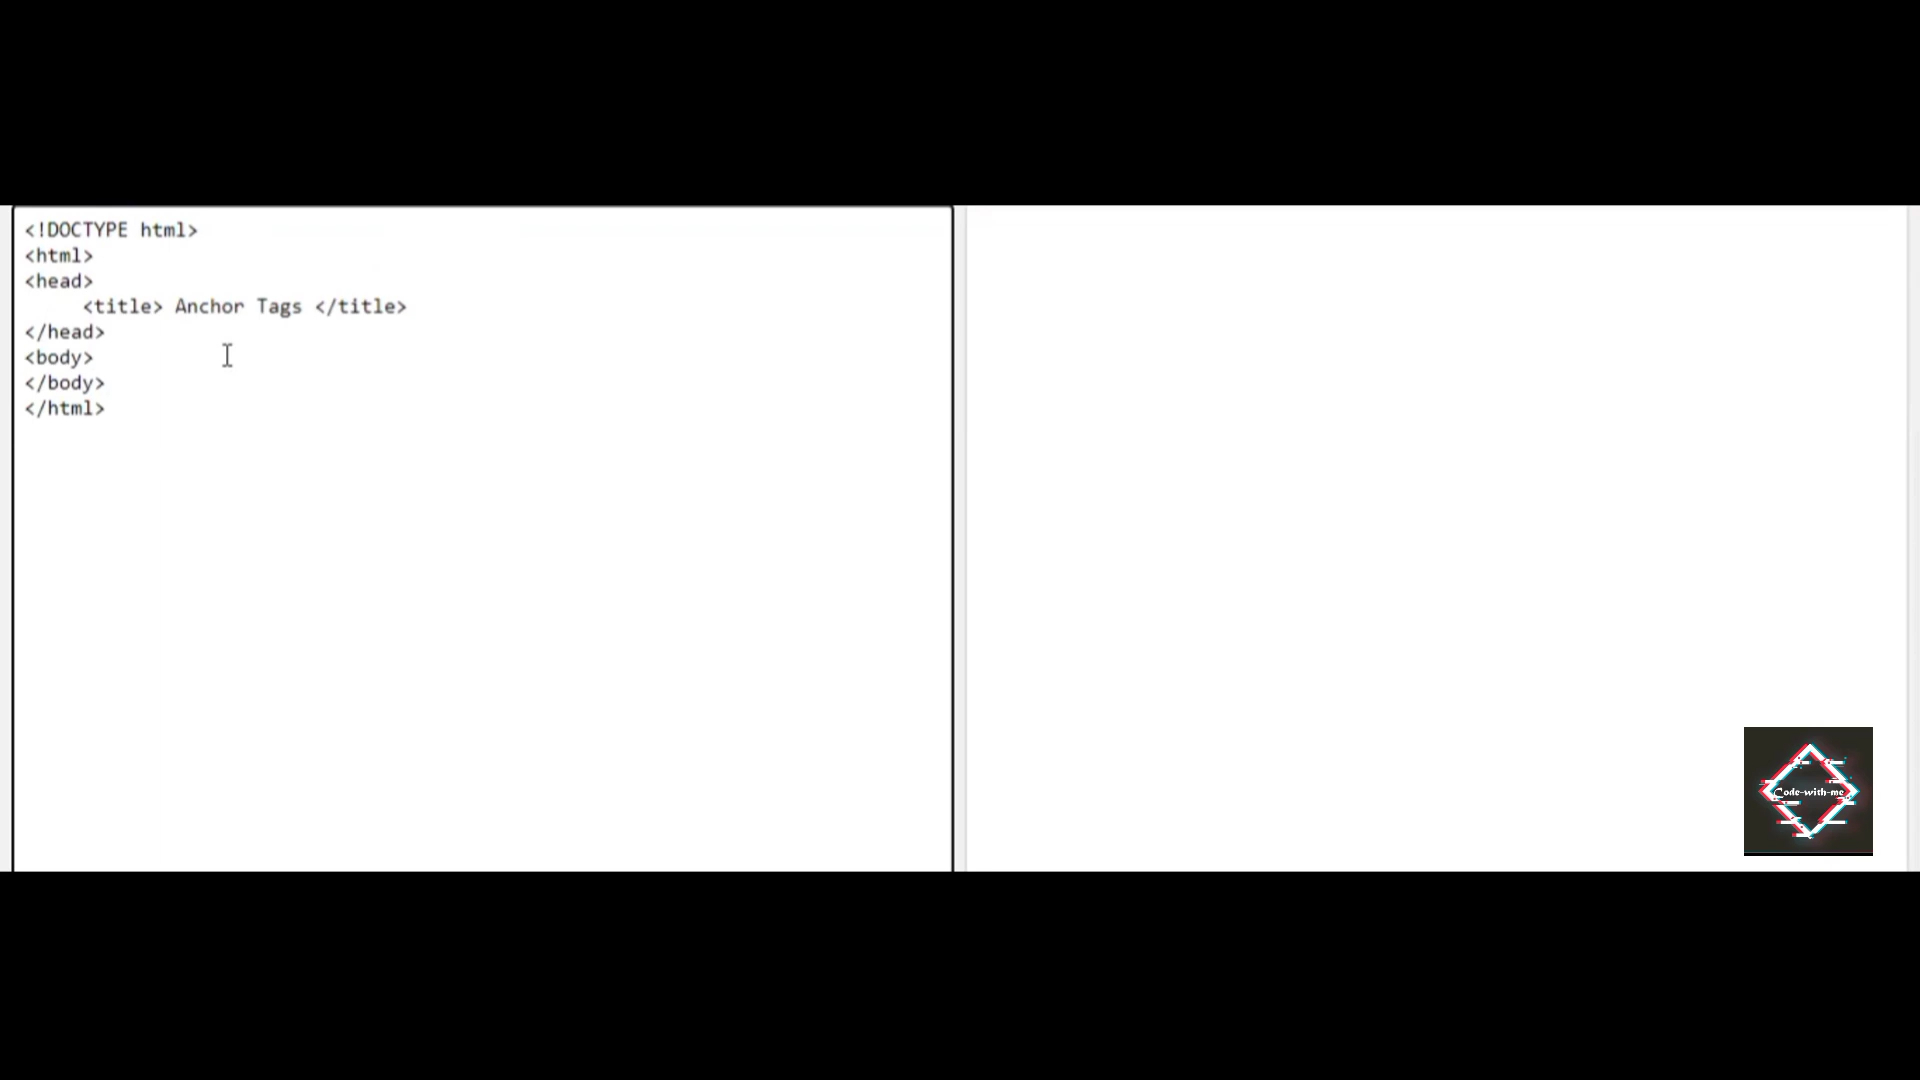 <!DOCTYPE html>
<html>
<head>
<title> Anchor Tags </title>
</head>
<body>
</body>
</html>
Code-with-me